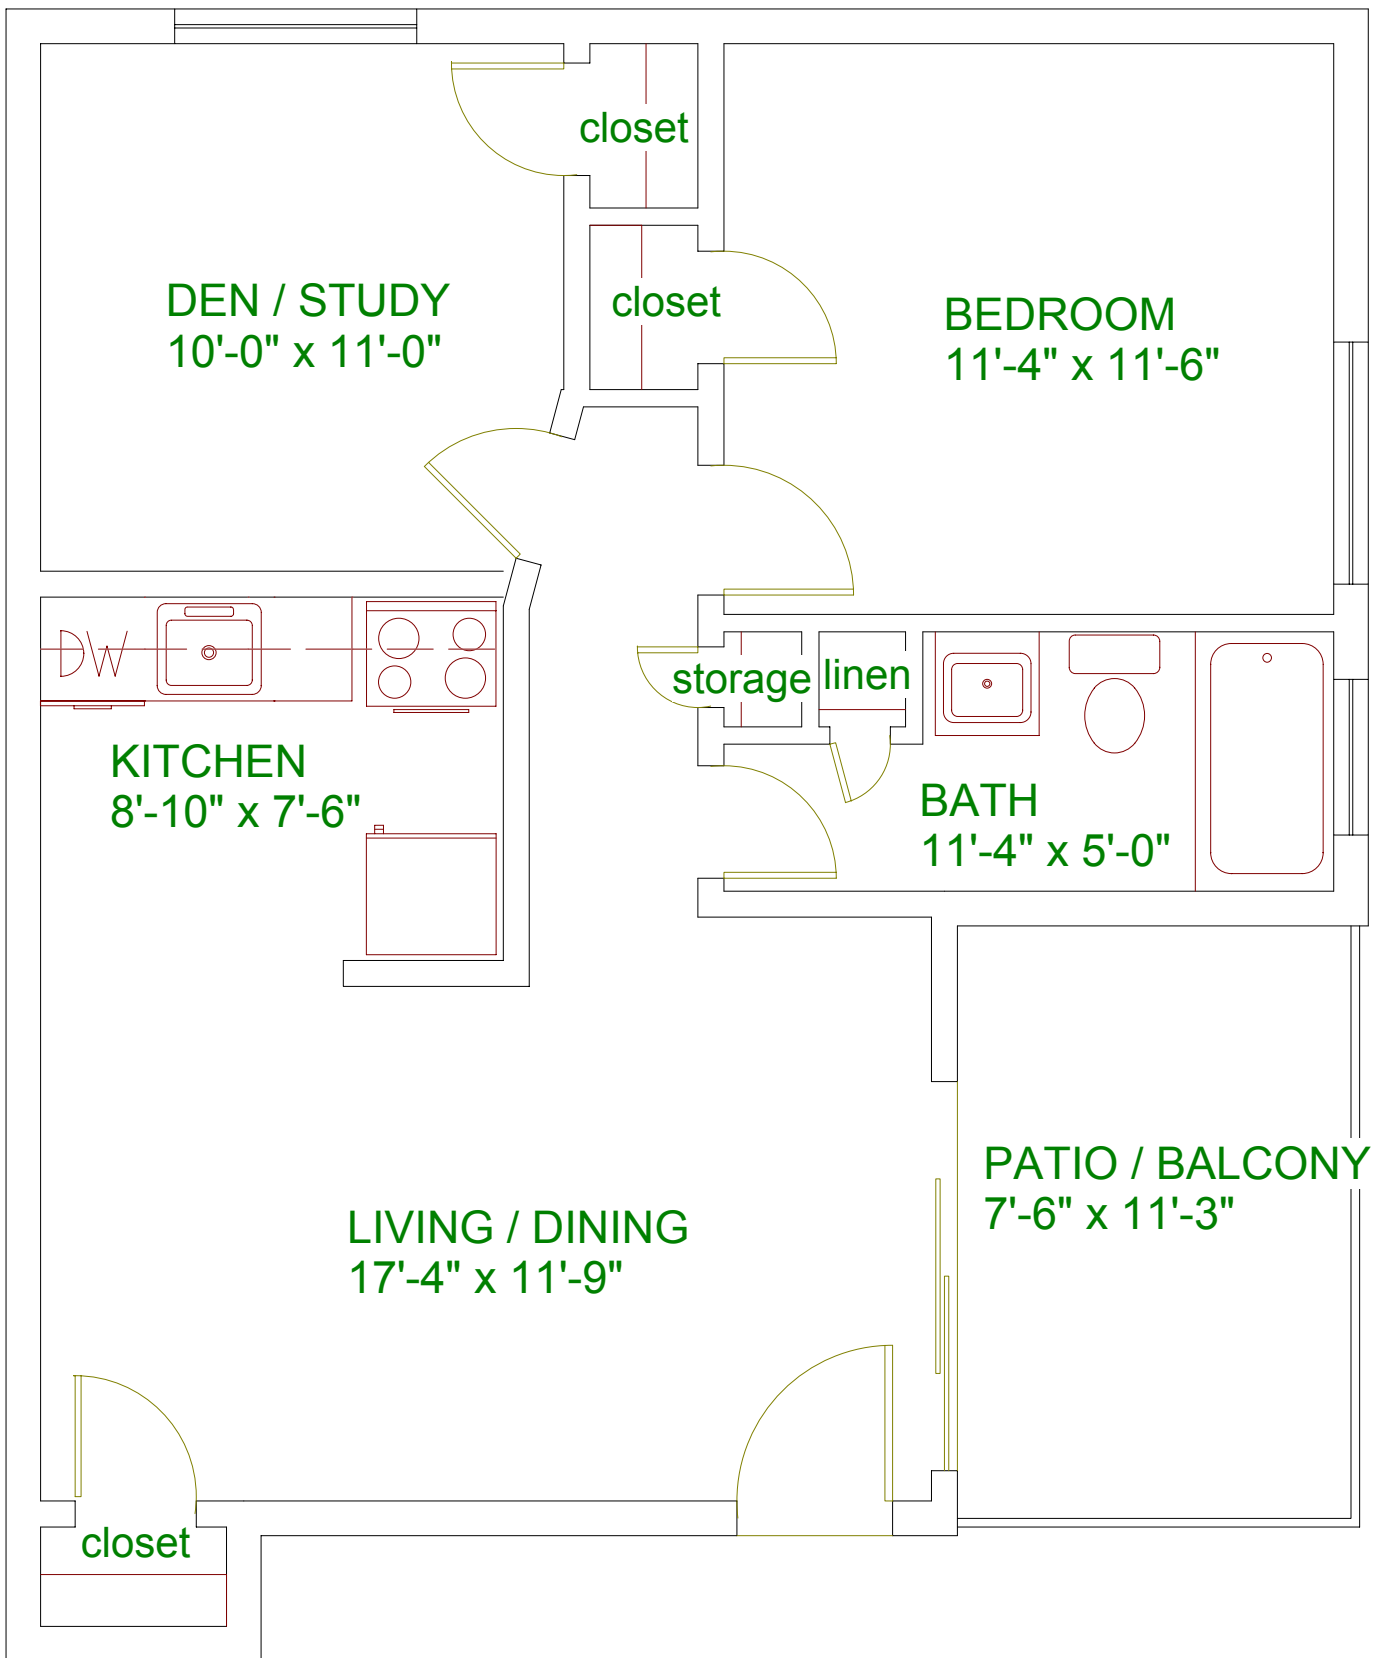 closet
DEN / STUDY
10'-0" x 11'-0"
closet
BEDROOM
11'-4" x 11'-6"
DW
storage
linen
KITCHEN
8'-10" x 7'-6"
BATH
11'-4" x 5'-0"
PATIO / BALCONY
7'-6" x 11'-3"
LIVING / DINING
17'-4" x 11'-9"
closet